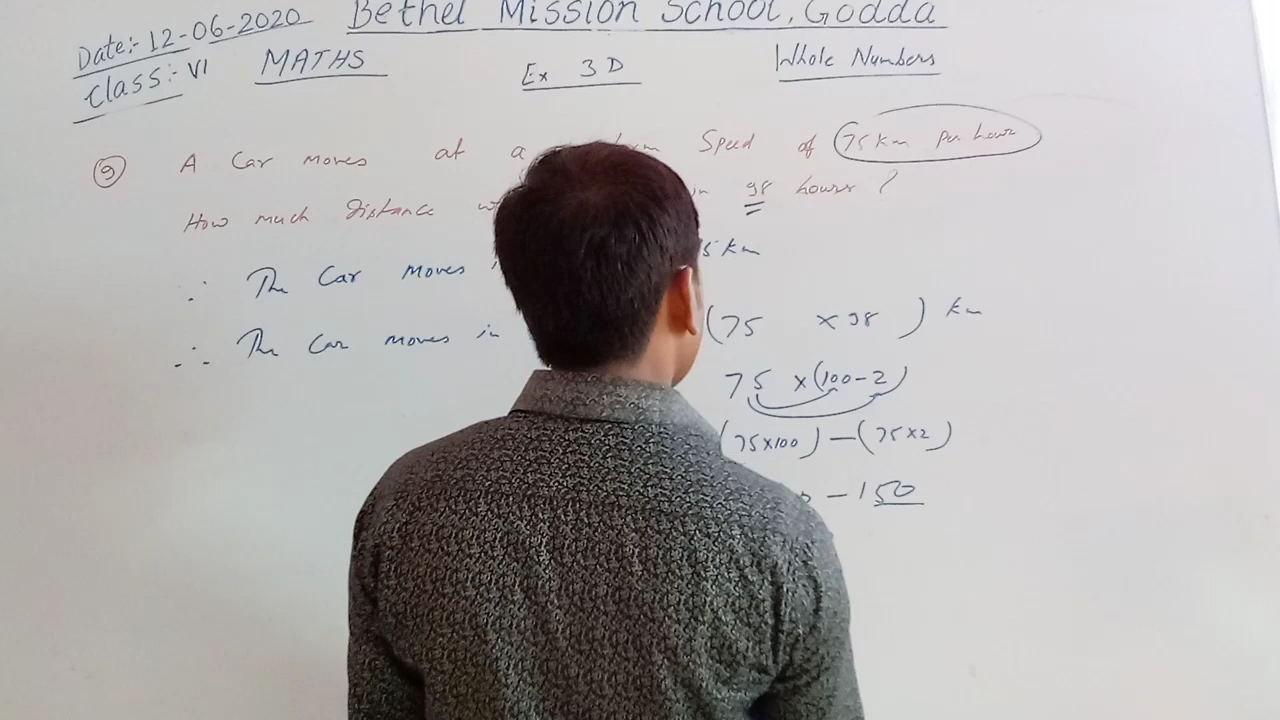 Bethel Mission School, Godda
Date:- 12-06-2020
Class:- VI
MATHS
Ex 3D
Whole Numbers
9 A Car moves at a Speed of 75 km per hour
How much distance in 98 hours ?
∵ The Car moves 5 km
∴ The Car moves in (75 × 98 ) km
75 × (100-2)
(75×100) — (75×2)
- 150